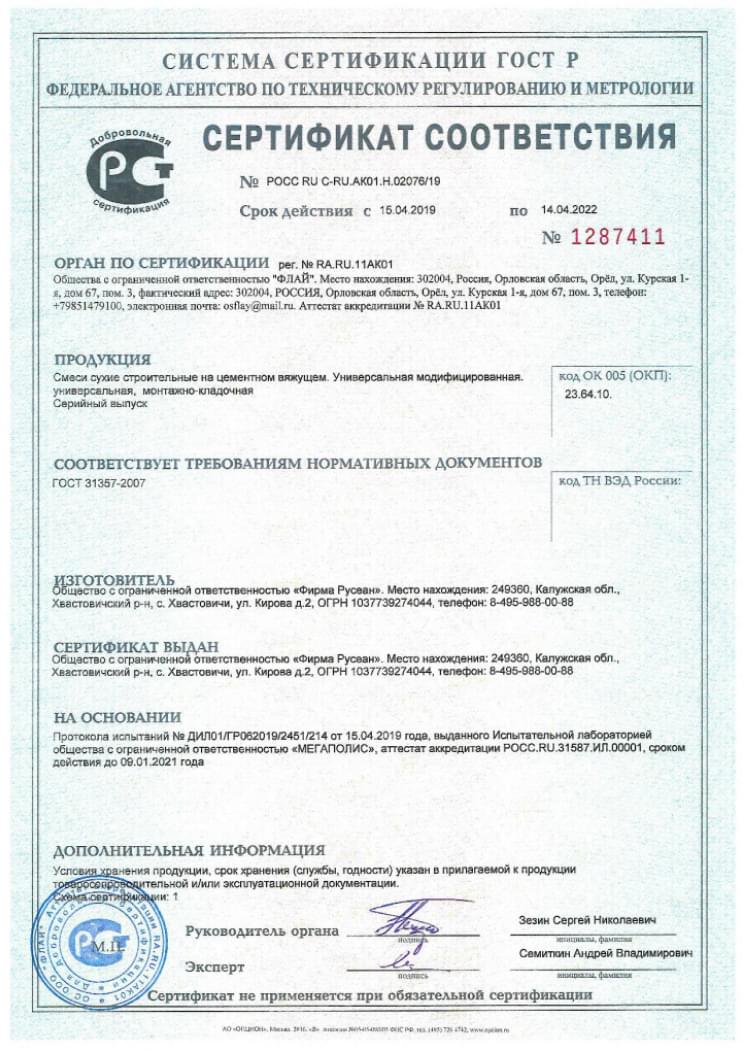 СИСТЕМА СЕРТИФИКАЦИИ ГОСТ Р
ФЕДЕРАЛЬНОЕ АГЕНТСТВО ПО ТЕХНИЧЕСКОМУ РЕГУЛИРОВАНИЮ И МЕТРОЛОГИИ
Добровольная
РСТ
сертификация
СЕРТИФИКАТ СООТВЕТСТВИЯ
№ РОСС RU С-RU.АК01.Н.02076/19
Срок действия с 15.04.2019 по 14.04.2022
№ 1287411
ОРГАН ПО СЕРТИФИКАЦИИ рег. № RA.RU.11АК01
Общества с ограниченной ответственностью "ФЛАЙ". Место нахождения: 302004, Россия, Орловская область, Орёл, ул. Курская 1-
я, дом 67, пом. 3, фактический адрес: 302004, РОССИЯ, Орловская область, Орёл, ул. Курская 1-я, дом 67, пом. 3, телефон:
+79851479100, электронная почта: osflay@mail.ru. Аттестат аккредитации № RA.RU.11АК01
ПРОДУКЦИЯ
Смеси сухие строительные на цементном вяжущем. Универсальная модифицированная.
универсальная, монтажно-кладочная
Серийный выпуск
код ОК 005 (ОКП):
23.64.10.
СООТВЕТСТВУЕТ ТРЕБОВАНИЯМ НОРМАТИВНЫХ ДОКУМЕНТОВ
ГОСТ 31357-2007
код ТН ВЭД России:
ИЗГОТОВИТЕЛЬ
Общество с ограниченной ответственностью «Фирма Русеан». Место нахождения: 249360, Калужская обл.,
Хвастовичский р-н, с. Хвастовичи, ул. Кирова д.2, ОГРН 1037739274044, телефон: 8-495-988-00-88
СЕРТИФИКАТ ВЫДАН
Общество с ограниченной ответственностью «Фирма Русеан». Место нахождения: 249360, Калужская обл.,
Хвастовичский р-н, с. Хвастовичи, ул. Кирова д.2, ОГРН 1037739274044, телефон: 8-495-988-00-88
НА ОСНОВАНИИ
Протокола испытаний № ДИЛ01/ГР062019/2451/214 от 15.04.2019 года, выданного Испытательной лабораторией
общества с ограниченной ответственностью «МЕГАПОЛИС», аттестат аккредитации РОСС.RU.31587.ИЛ.00001, сроком
действия до 09.01.2021 года
ДОПОЛНИТЕЛЬНАЯ ИНФОРМАЦИЯ
Условия хранения продукции, срок хранения (службы, годности) указан в прилагаемой к продукции
товаросопроводительной и/или эксплуатационной документации.
Схема сертификации: 1
М.П.
Руководитель органа
подпись
Зезин Сергей Николаевич
инициалы, фамилия
Эксперт
подпись
Семиткин Андрей Владимирович
инициалы, фамилия
Сертификат не применяется при обязательной сертификации